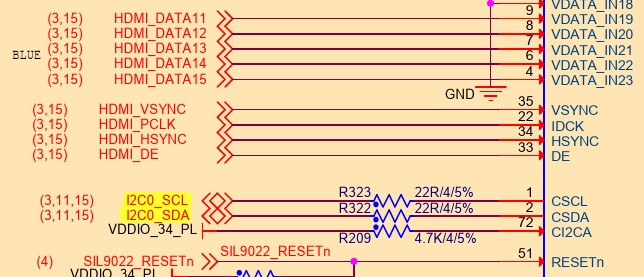 VDATA_IN18
(3,15) HDMI_DATA11 9 VDATA_IN19
(3,15) HDMI_DATA12 8 VDATA_IN20
BLUE (3,15) HDMI_DATA13 7 VDATA_IN21
(3,15) HDMI_DATA14 6 VDATA_IN22
(3,15) HDMI_DATA15 4 VDATA_IN23
GND
(3,15) HDMI_VSYNC 35 VSYNC
(3,15) HDMI_PCLK 22 IDCK
(3,15) HDMI_HSYNC 34 HSYNC
(3,15) HDMI_DE 33 DE
(3,11,15) I2C0_SCL R323 22R/4/5% 1 CSCL
(3,11,15) I2C0_SDA R322 22R/4/5% 2 CSDA
VDDIO_34_PL R209 4.7K/4/5% 72 CI2CA
(4) SIL9022_RESETn SIL9022_RESETn 51 RESETn
VDDIO_34_PL